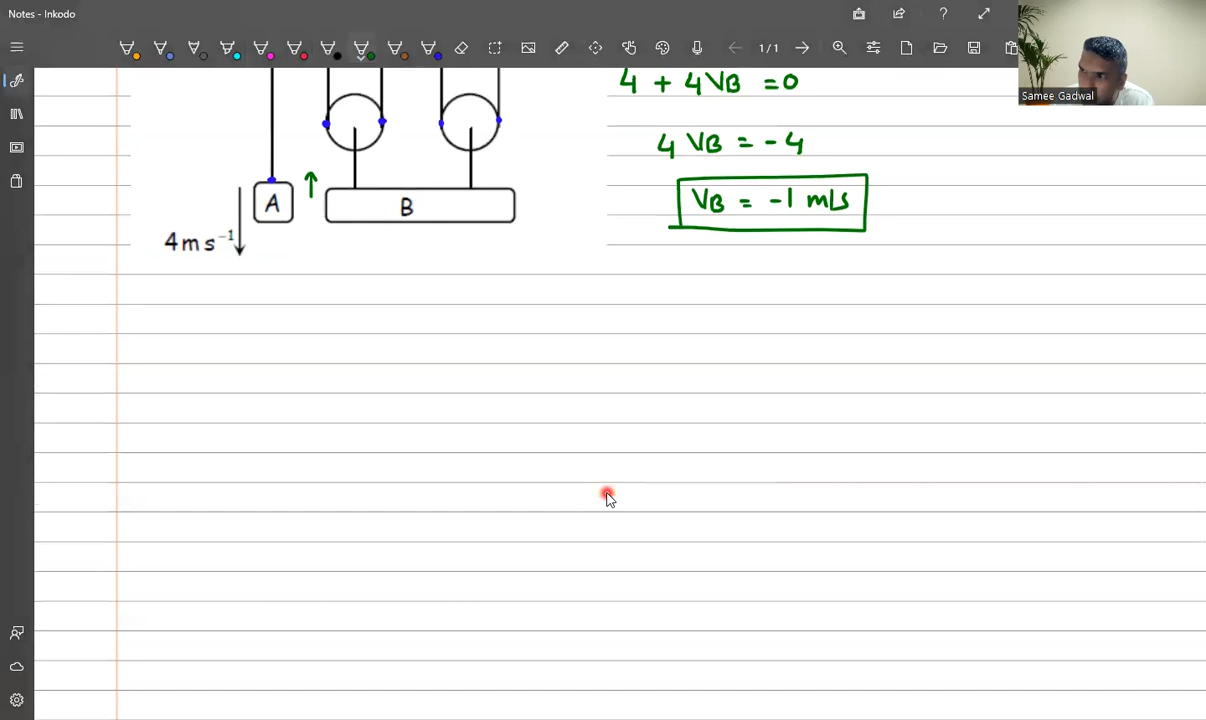 Notes - Inkodo
1/1
Samee Gadwal
4 + 4VB = 0
4 VB = - 4
VB = -1 m/s
A
B
4 m s⁻¹